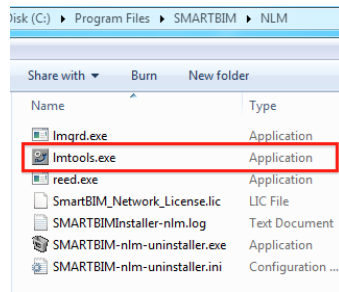 Disk (C:) ▸ Program Files ▸ SMARTBIM ▸ NLM
Share with ▾ Burn New folder
Name Type
lmgrd.exe Application
lmtools.exe Application
reed.exe Application
SmartBIM_Network_License.lic LIC File
SMARTBIMInstaller-nlm.log Text Document
SMARTBIM-nlm-uninstaller.exe Application
SMARTBIM-nlm-uninstaller.ini Configuration ...